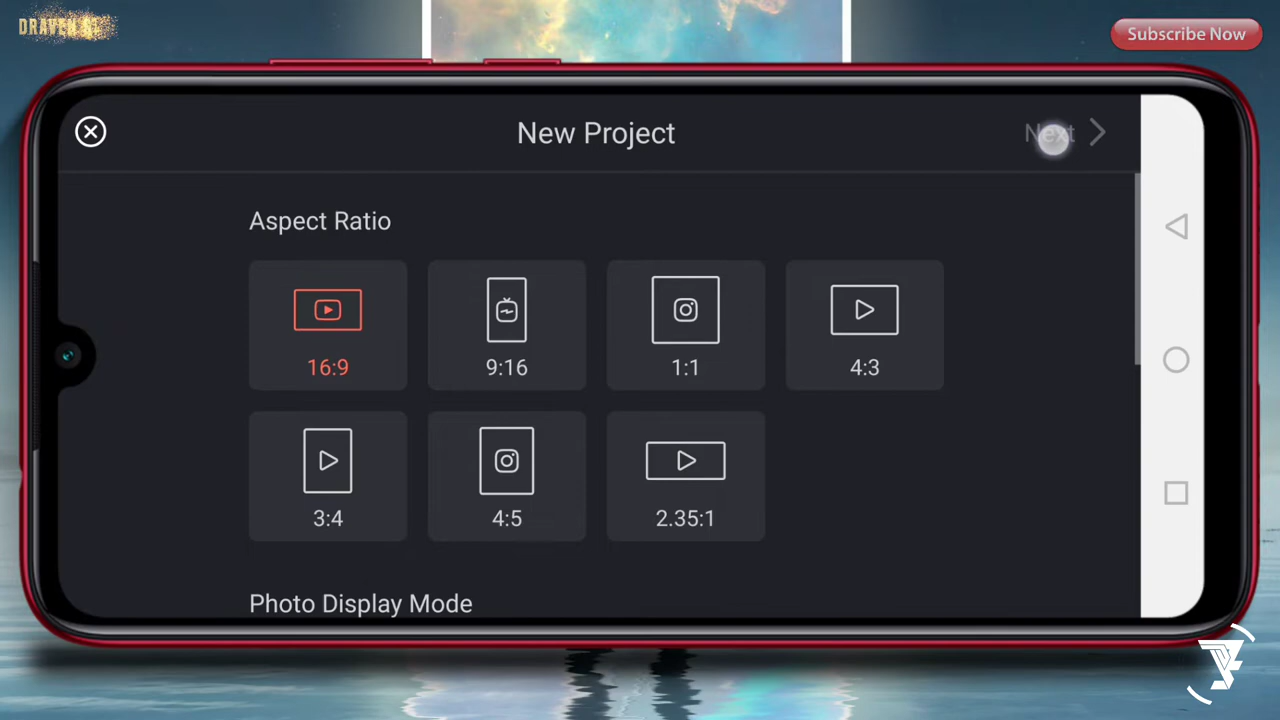 DRAVEN
Subscribe Now
New Project
Next
Aspect Ratio
16:9
9:16
1:1
4:3
3:4
4:5
2.35:1
Photo Display Mode